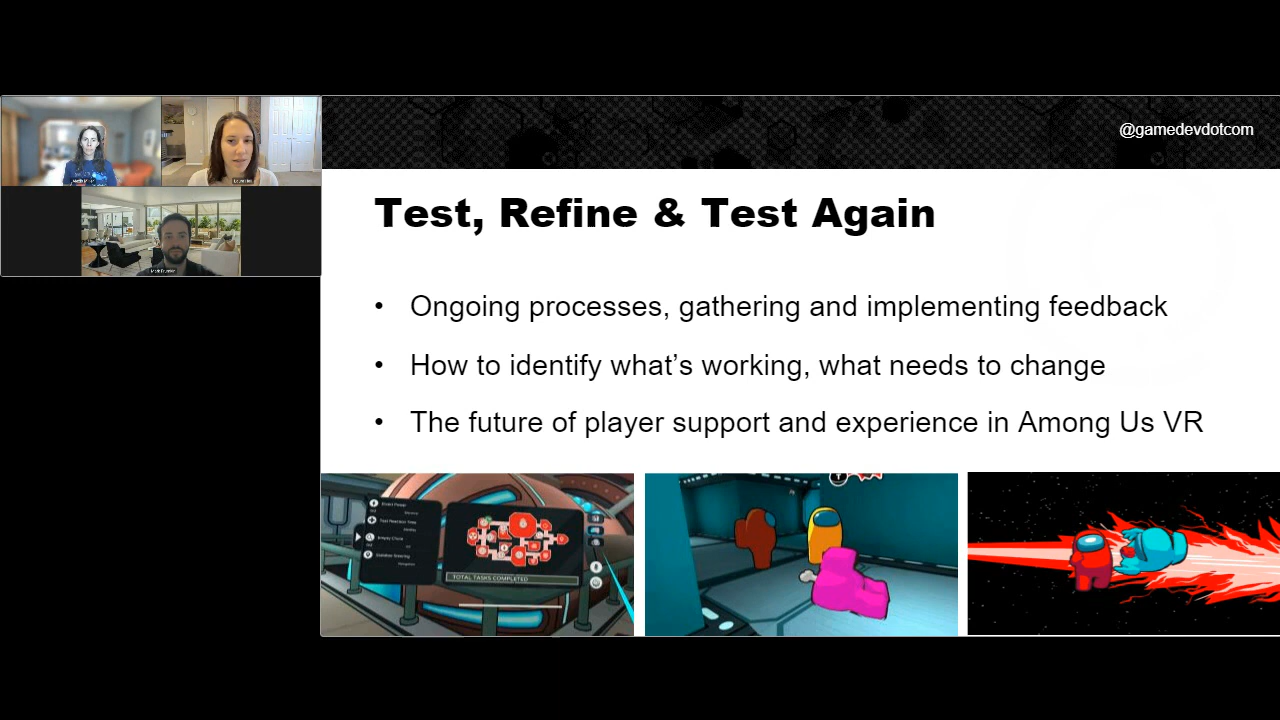 @gamedevdotcom
Test, Refine & Test Again
• Ongoing processes, gathering and implementing feedback
• How to identify what's working, what needs to change
• The future of player support and experience in Among Us VR
TOTAL TASKS COMPLETED